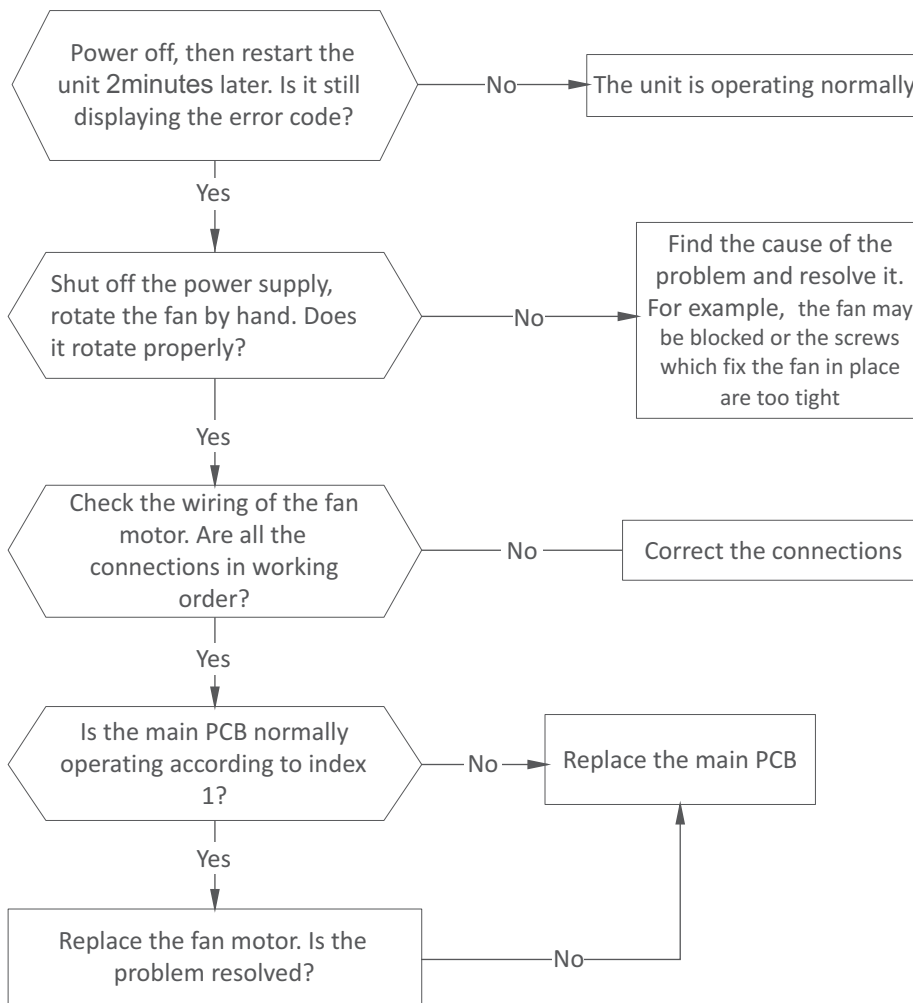 Power off, then restart the
unit 2minutes later. Is it still
displaying the error code?
No
The unit is operating normally
Yes
Shut off the power supply,
rotate the fan by hand. Does
it rotate properly?
No
Find the cause of the
problem and resolve it.
For example, the fan may
be blocked or the screws
which fix the fan in place
are too tight
Yes
Check the wiring of the fan
motor. Are all the
connections in working
order?
No
Correct the connections
Yes
Is the main PCB normally
operating according to index
1?
No
Replace the main PCB
Yes
Replace the fan motor. Is the
problem resolved?
No